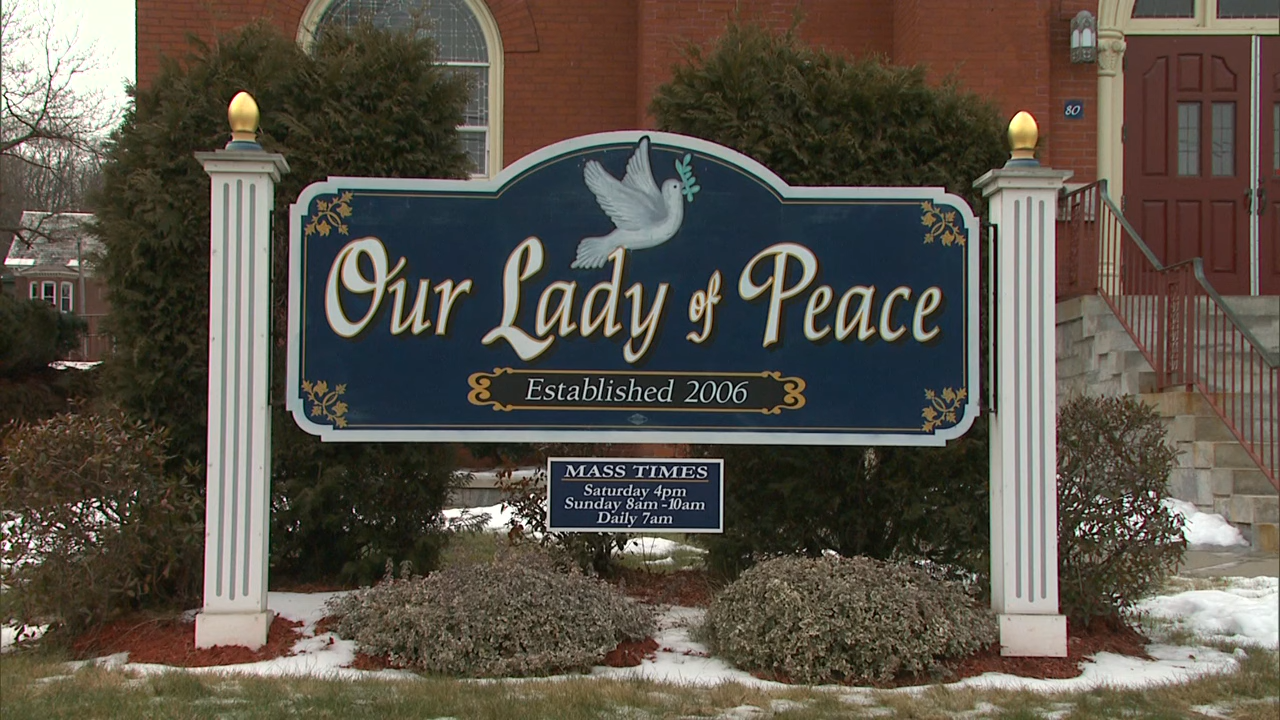 80
Our Lady of Peace
Established 2006
MASS TIMES
Saturday 4pm
Sunday 8am - 10am
Daily 7am